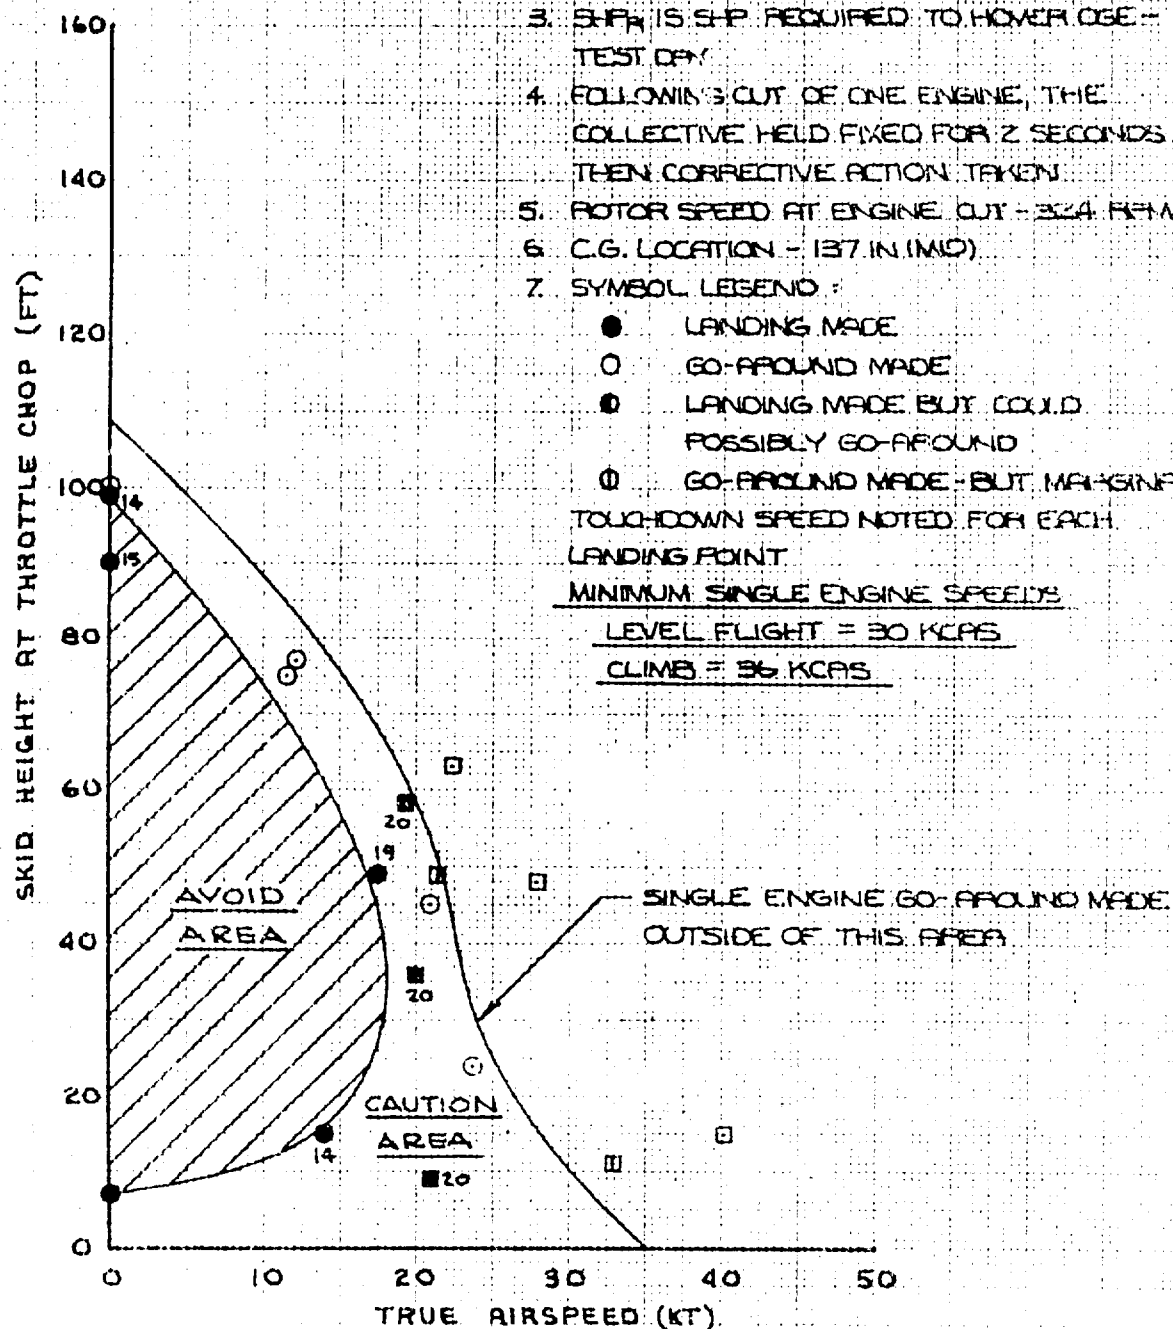 160
140
120
100
80
60
40
20
0
SKID HEIGHT AT THROTTLE CHOP (FT)
3. SHPR IS SHP REQUIRED TO HOVER OGE -
TEST DAY
4. FOLLOWING CUT OF ONE ENGINE, THE
COLLECTIVE HELD FIXED FOR 2 SECONDS
THEN CORRECTIVE ACTION TAKEN
5. ROTOR SPEED AT ENGINE CUT - 324 RPM
6 C.G. LOCATION - 137 IN (MID)
7. SYMBOL LEGEND :
LANDING MADE
GO-AROUND MADE
LANDING MADE BUT COULD
POSSIBLY GO-AROUND
GO-AROUND MADE - BUT MARGINA
TOUCHDOWN SPEED NOTED FOR EACH
LANDING POINT
MINIMUM SINGLE ENGINE SPEEDS
LEVEL FLIGHT = 30 KCAS
CLIMB = 36 KCAS
14
15
20
19
20
14
20
AVOID
AREA
CAUTION
AREA
SINGLE ENGINE GO-AROUND MADE
OUTSIDE OF THIS AREA
0 10 20 30 40 50
TRUE AIRSPEED (KT)